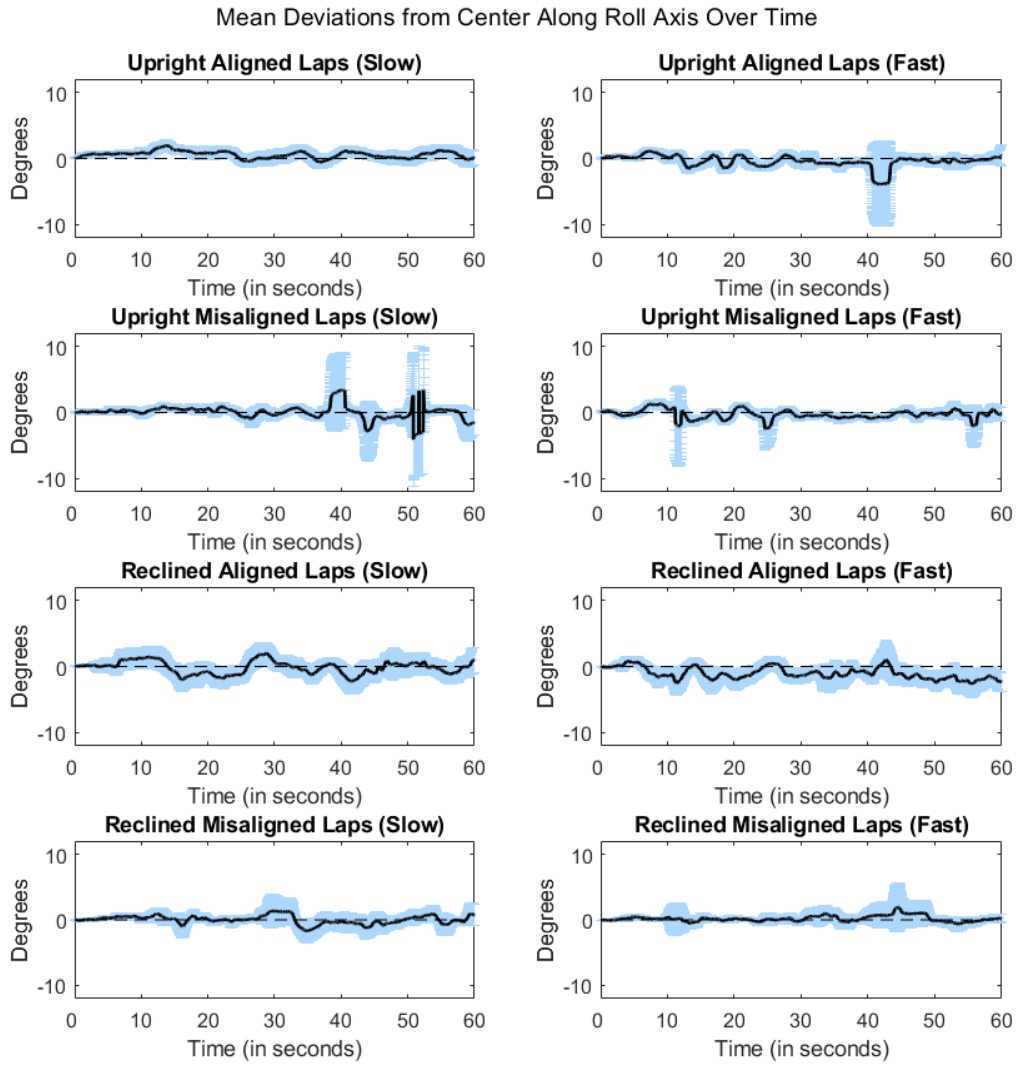 Mean Deviations from Center Along Roll Axis Over Time
Upright Aligned Laps (Slow)
Degrees
10
0
-10
0 10 20 30 40 50 60
Time (in seconds)
Upright Aligned Laps (Fast)
Degrees
10
0
-10
0 10 20 30 40 50 60
Time (in seconds)
Upright Misaligned Laps (Slow)
Degrees
10
0
-10
0 10 20 30 40 50 60
Time (in seconds)
Upright Misaligned Laps (Fast)
Degrees
10
0
-10
0 10 20 30 40 50 60
Time (in seconds)
Reclined Aligned Laps (Slow)
Degrees
10
0
-10
0 10 20 30 40 50 60
Time (in seconds)
Reclined Aligned Laps (Fast)
Degrees
10
0
-10
0 10 20 30 40 50 60
Time (in seconds)
Reclined Misaligned Laps (Slow)
Degrees
10
0
-10
0 10 20 30 40 50 60
Time (in seconds)
Reclined Misaligned Laps (Fast)
Degrees
10
0
-10
0 10 20 30 40 50 60
Time (in seconds)